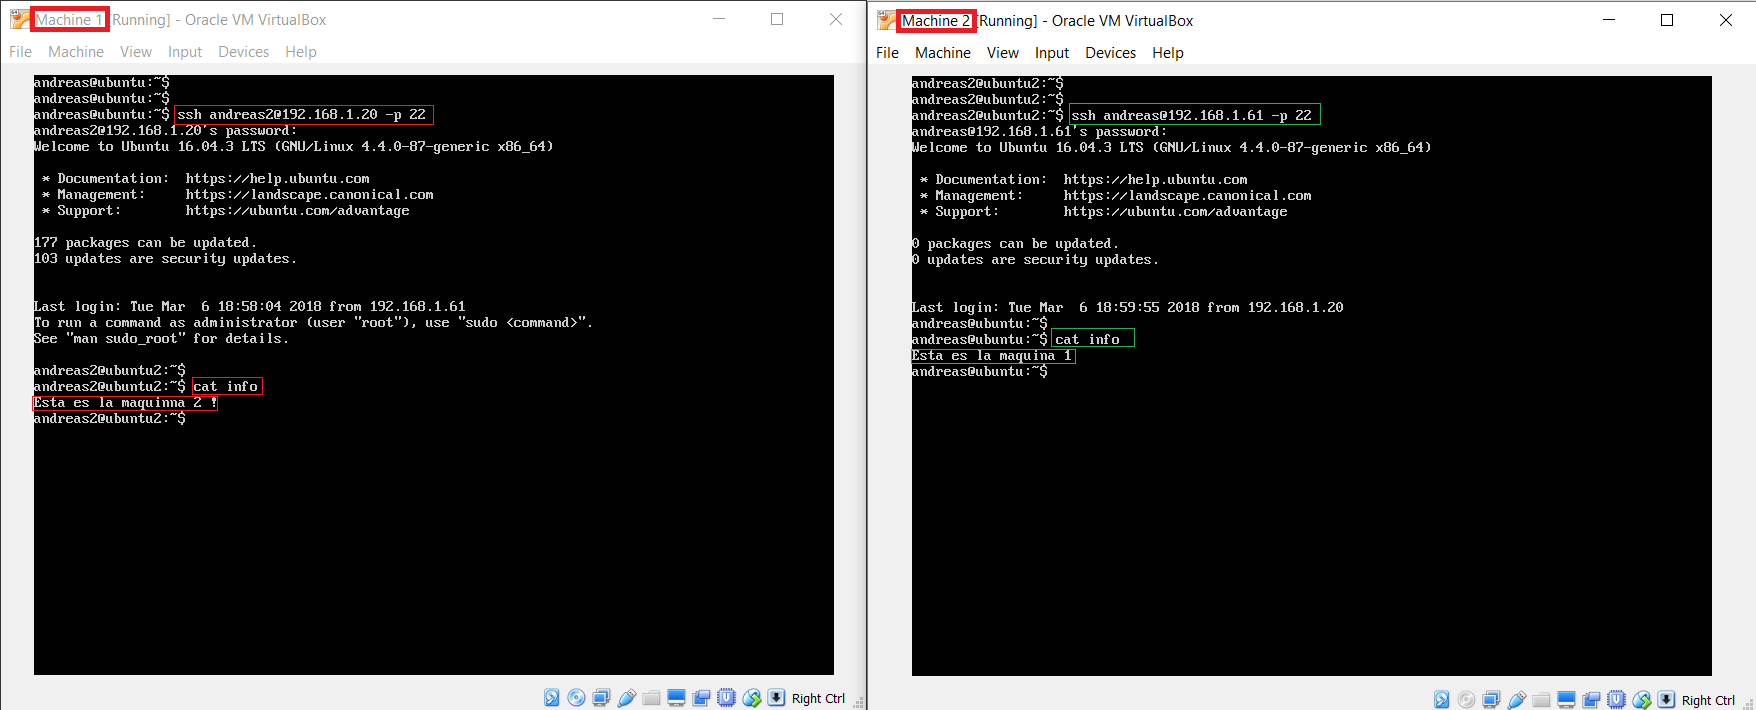 Machine 1 [Running] - Oracle VM VirtualBox
File Machine View Input Devices Help
andreas@ubuntu:~$
andreas@ubuntu:~$
andreas@ubuntu:~$ ssh andreas2@192.168.1.20 -p 22
andreas2@192.168.1.20's password:
Welcome to Ubuntu 16.04.3 LTS (GNU/Linux 4.4.0-87-generic x86_64)
* Documentation: https://help.ubuntu.com
* Management: https://landscape.canonical.com
* Support: https://ubuntu.com/advantage
177 packages can be updated.
103 updates are security updates.
Last login: Tue Mar 6 18:58:04 2018 from 192.168.1.61
To run a command as administrator (user "root"), use "sudo <command>".
See "man sudo_root" for details.
andreas2@ubuntu2:~$
andreas2@ubuntu2:~$ cat info
Esta es la maquinna 2 !
andreas2@ubuntu2:~$
Right Ctrl
Machine 2 [Running] - Oracle VM VirtualBox
File Machine View Input Devices Help
andreas2@ubuntu2:~$
andreas2@ubuntu2:~$
andreas2@ubuntu2:~$ ssh andreas@192.168.1.61 -p 22
andreas@192.168.1.61's password:
Welcome to Ubuntu 16.04.3 LTS (GNU/Linux 4.4.0-87-generic x86_64)
* Documentation: https://help.ubuntu.com
* Management: https://landscape.canonical.com
* Support: https://ubuntu.com/advantage
0 packages can be updated.
0 updates are security updates.
Last login: Tue Mar 6 18:59:55 2018 from 192.168.1.20
andreas@ubuntu:~$
andreas@ubuntu:~$ cat info
Esta es la maquina 1
andreas@ubuntu:~$
Right Ctrl